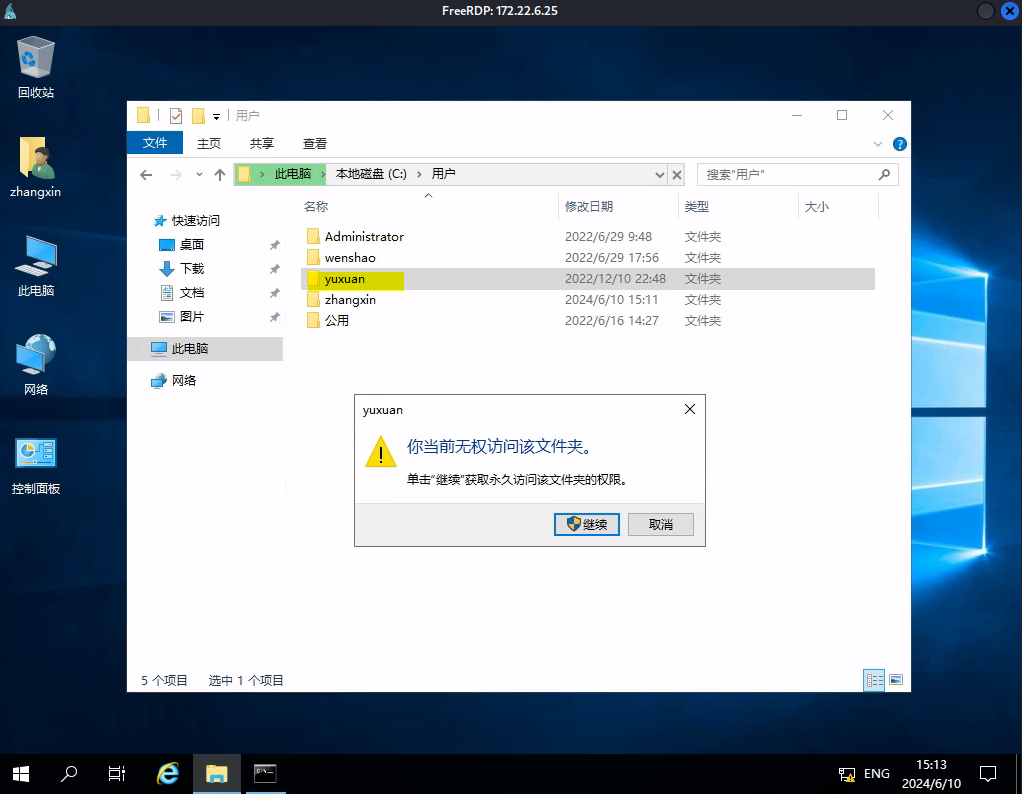 FreeRDP: 172.22.6.25
回收站
zhangxin
此电脑
网络
控制面板
用户
文件 主页 共享 查看
此电脑 本地磁盘 (C:) 用户
搜索"用户"
名称 修改日期 类型 大小
快速访问
桌面
下载
文档
图片
此电脑
网络
Administrator 2022/6/29 9:48 文件夹
wenshao 2022/6/29 17:56 文件夹
yuxuan 2022/12/10 22:48 文件夹
zhangxin 2024/6/10 15:11 文件夹
公用 2022/6/16 14:27 文件夹
yuxuan
你当前无权访问该文件夹。
单击"继续"获取永久访问该文件夹的权限。
继续 取消
5 个项目 选中 1 个项目
ENG
15:13
2024/6/10